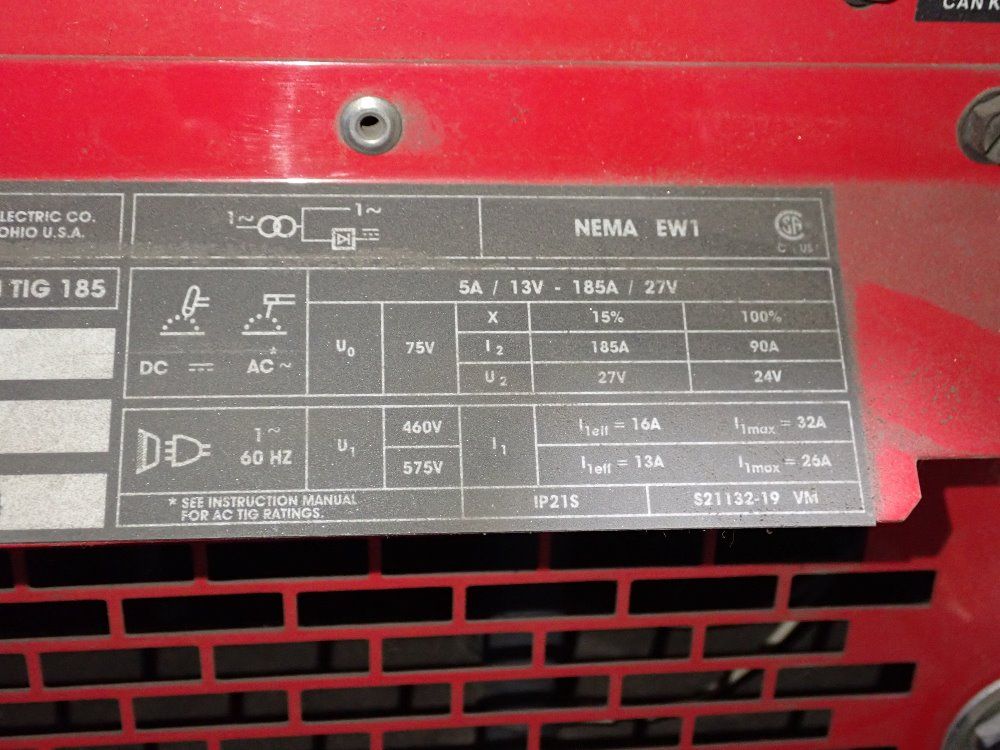 CAN K
LECTRIC CO.
OHIO U.S.A.
1~
1~
NEMA EW1
SA
C US
TIG 185
5A / 13V - 185A / 27V
DC
AC ~ *
U0
75V
X
15%
100%
I2
185A
90A
U2
27V
24V
1~
60 HZ
U1
460V
575V
I1
I1eff = 16A
I1max = 32A
I1eff = 13A
I1max = 26A
* SEE INSTRUCTION MANUAL
FOR AC TIG RATINGS.
IP21S
S21132-19 VM